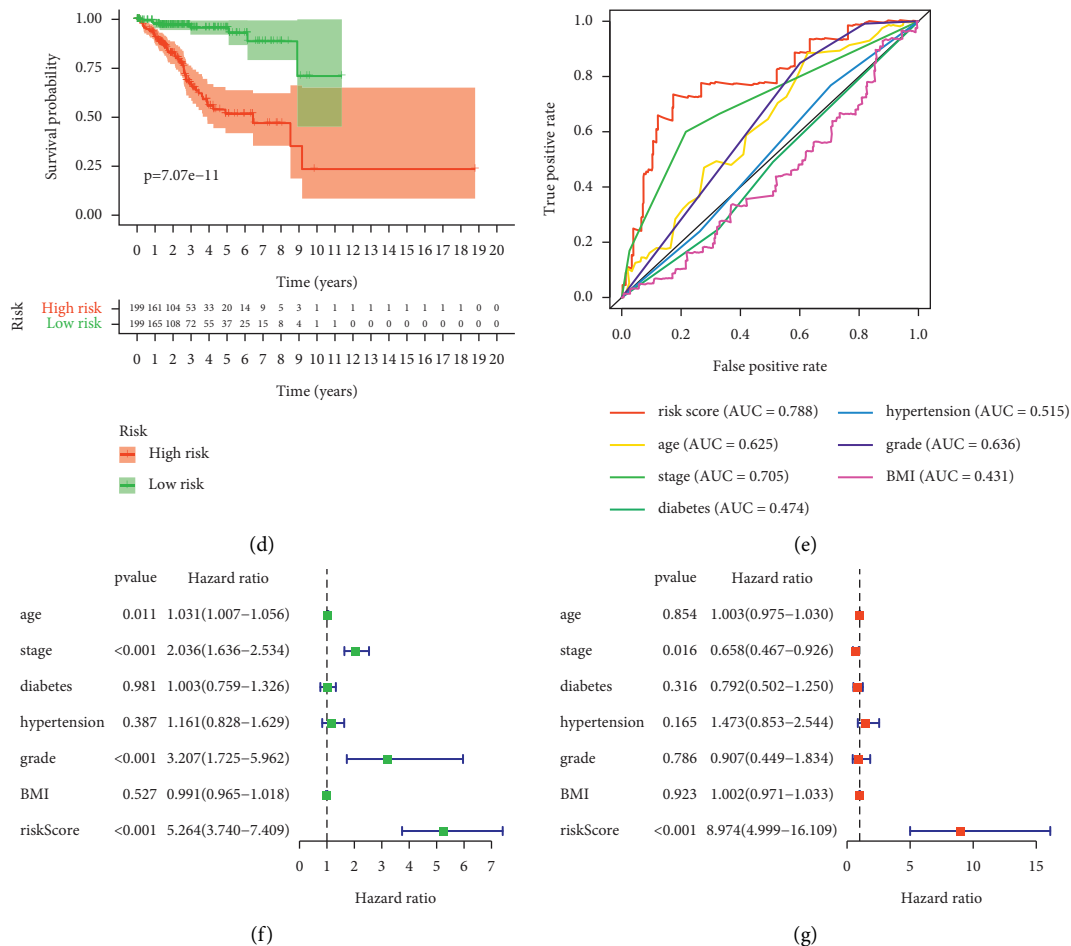 1.00
0.75
0.50
0.25
0.00
Survival probability
p=7.07e−11
0 1 2 3 4 5 6 7 8 9 10 11 12 13 14 15 16 17 18 19 20
Time (years)
Risk
High risk 199 161 104 53 33 20 14 9 5 3 1 1 1 1 1 1 1 1 1 0 0
Low risk 199 165 108 72 55 37 25 15 8 4 1 1 0 0 0 0 0 0 0 0 0
0 1 2 3 4 5 6 7 8 9 10 11 12 13 14 15 16 17 18 19 20
Time (years)
Risk
High risk
Low risk
(d)
1.0
0.8
0.6
0.4
0.2
0.0
True positive rate
0.0 0.2 0.4 0.6 0.8 1.0
False positive rate
risk score (AUC = 0.788)
age (AUC = 0.625)
stage (AUC = 0.705)
diabetes (AUC = 0.474)
hypertension (AUC = 0.515)
grade (AUC = 0.636)
BMI (AUC = 0.431)
(e)
pvalue Hazard ratio
age 0.011 1.031(1.007−1.056)
stage <0.001 2.036(1.636−2.534)
diabetes 0.981 1.003(0.759−1.326)
hypertension 0.387 1.161(0.828−1.629)
grade <0.001 3.207(1.725−5.962)
BMI 0.527 0.991(0.965−1.018)
riskScore <0.001 5.264(3.740−7.409)
0 1 2 3 4 5 6 7
Hazard ratio
(f)
pvalue Hazard ratio
age 0.854 1.003(0.975−1.030)
stage 0.016 0.658(0.467−0.926)
diabetes 0.316 0.792(0.502−1.250)
hypertension 0.165 1.473(0.853−2.544)
grade 0.786 0.907(0.449−1.834)
BMI 0.923 1.002(0.971−1.033)
riskScore <0.001 8.974(4.999−16.109)
0 5 10 15
Hazard ratio
(g)